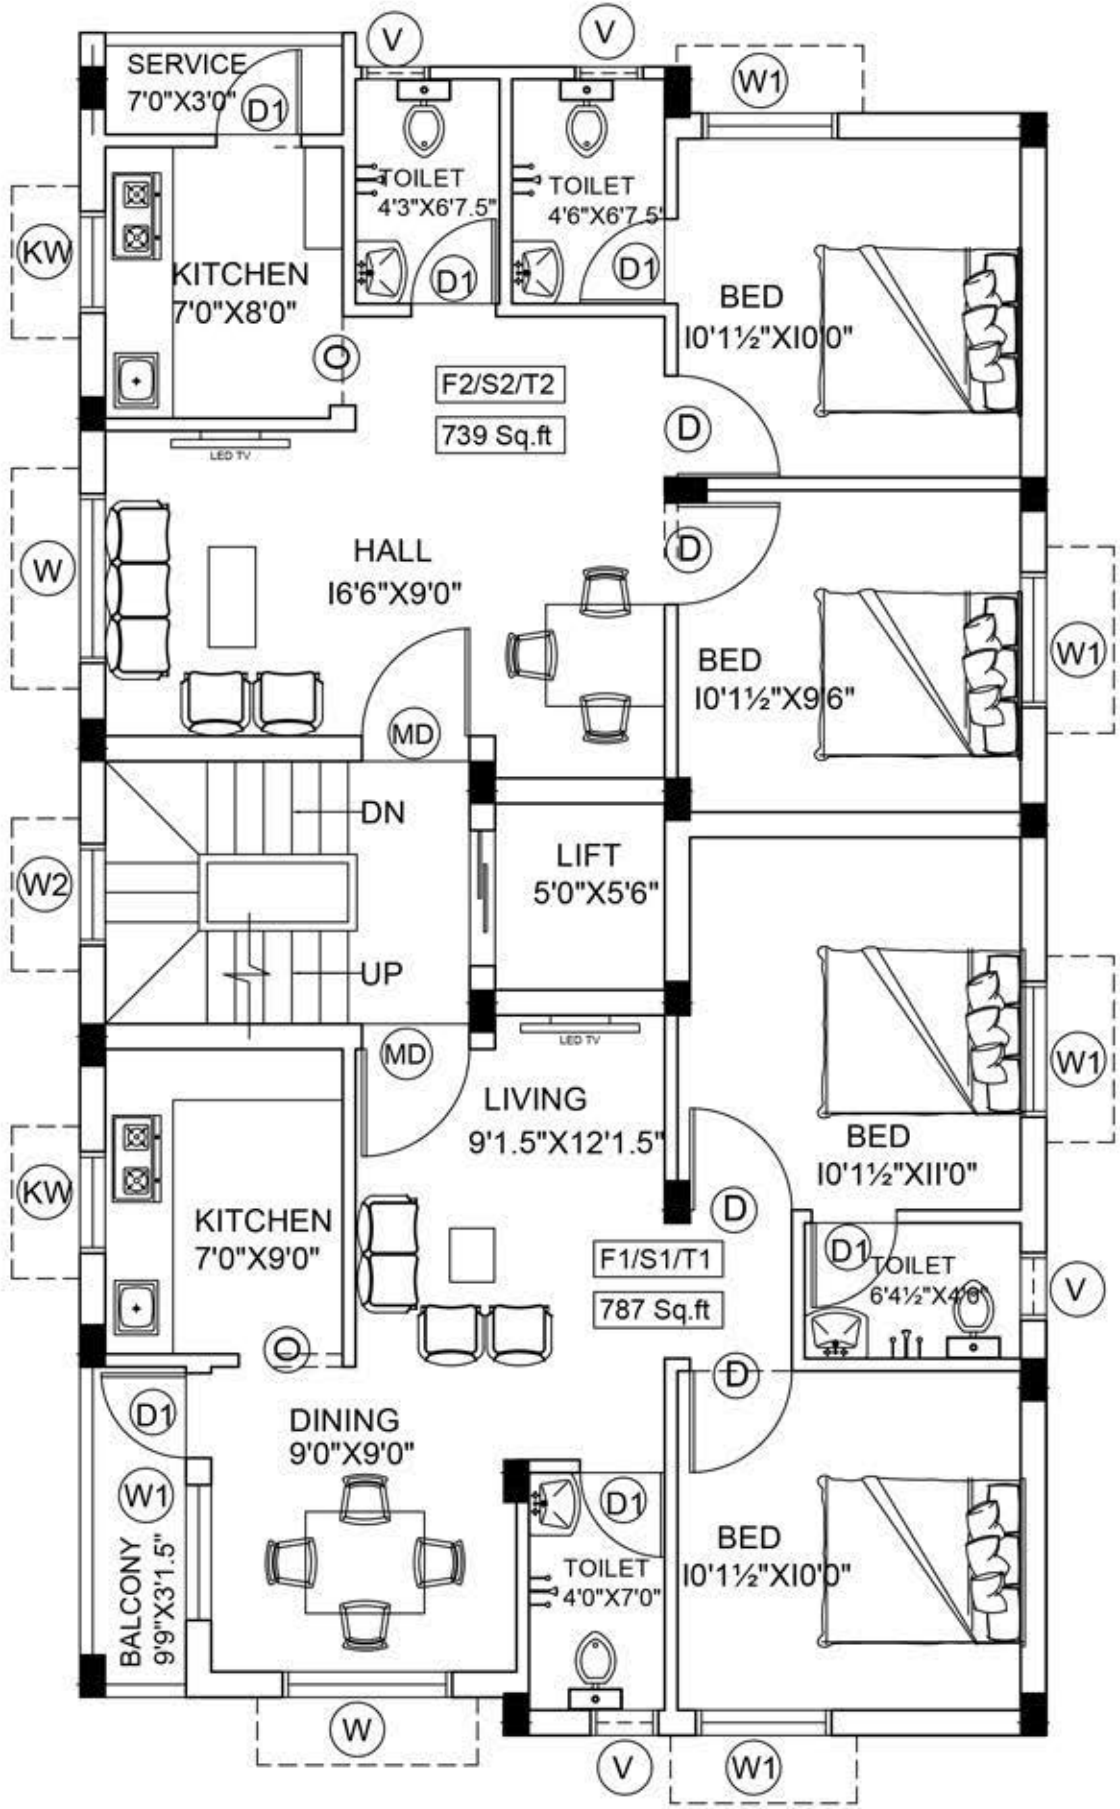 V
V
SERVICE
7'0"X3'0"
D1
W1
TOILET
4'3"X6'7.5"
TOILET
4'6"X6'7.5'
KW
KITCHEN
7'0"X8'0"
D1
D1
BED
I0'1½"XI0'0"
O
F2/S2/T2
739 Sq.ft
D
LED TV
W
HALL
I6'6"X9'0"
D
BED
I0'1½"X9'6"
W1
MD
DN
W2
LIFT
5'0"X5'6"
UP
LED TV
MD
LIVING
9'1.5"X12'1.5"
W1
BED
I0'1½"XII'0"
KW
KITCHEN
7'0"X9'0"
D
F1/S1/T1
787 Sq.ft
D1
TOILET
6'4½"X4'0"
V
O
D
D1
DINING
9'0"X9'0"
W1
BALCONY
9'9"X3'1.5"
D1
TOILET
4'0"X7'0"
BED
I0'1½"XI0'0"
W
V
W1